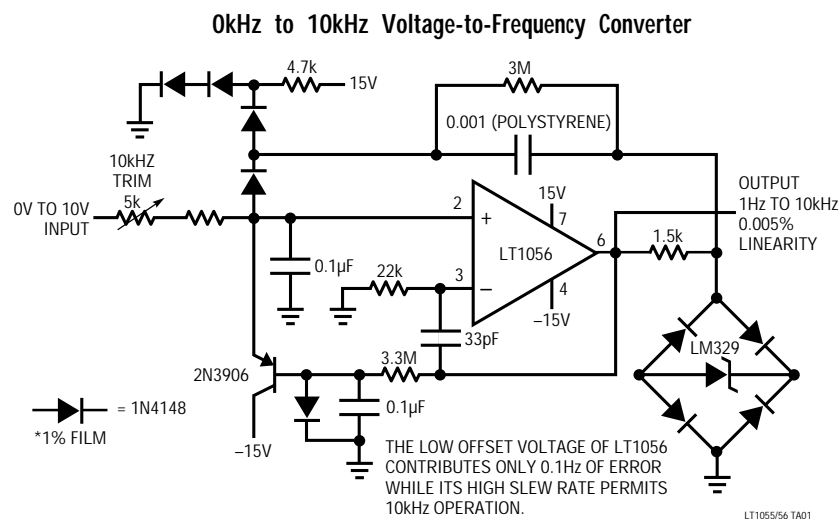 0kHz to 10kHz Voltage-to-Frequency Converter
4.7k
15V
3M
0.001 (POLYSTYRENE)
10kHZ
TRIM
5k
0V TO 10V
INPUT
0.1µF
22k
2
+
3
–
15V
7
LT1056
6
4
–15V
OUTPUT
1Hz TO 10kHz
0.005%
LINEARITY
1.5k
33pF
3.3M
LM329
2N3906
0.1µF
–15V
= 1N4148
*1% FILM
THE LOW OFFSET VOLTAGE OF LT1056
CONTRIBUTES ONLY 0.1Hz OF ERROR
WHILE ITS HIGH SLEW RATE PERMITS
10kHz OPERATION.
LT1055/56 TA01